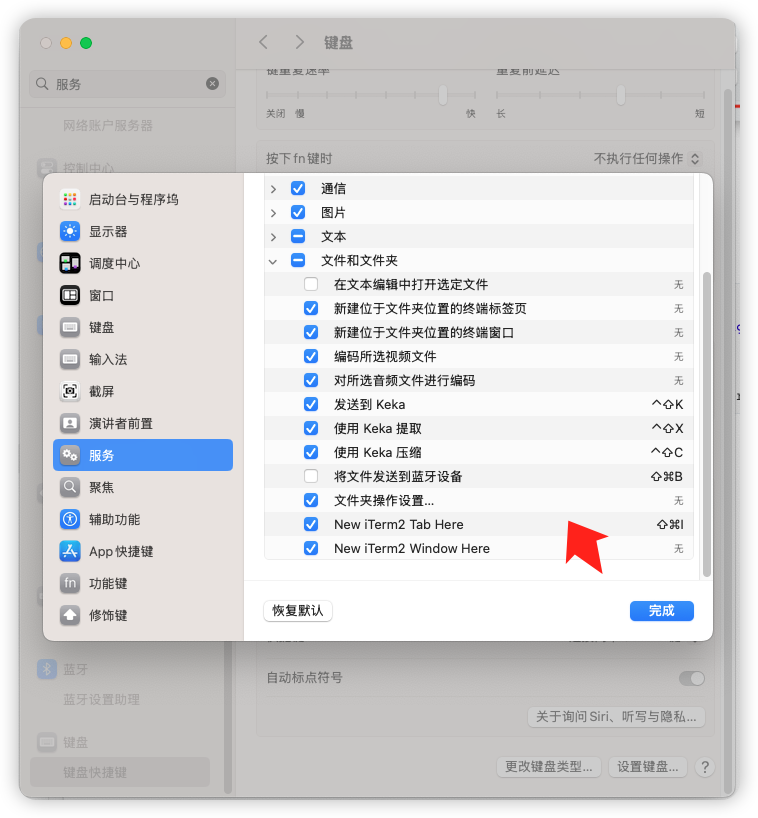 键盘
服务
键重复速率
重复前延迟
关闭 慢 快 长 短
网络账户服务器
控制中心
按下 fn 键时 不执行任何操作
启动台与程序坞
显示器
调度中心
窗口
键盘
输入法
截屏
演讲者前置
服务
聚焦
辅助功能
App 快捷键
fn 功能键
修饰键
通信
图片
文本
文件和文件夹
在文本编辑中打开选定文件 无
新建位于文件夹位置的终端标签页 无
新建位于文件夹位置的终端窗口 无
编码所选视频文件 无
对所选音频文件进行编码 无
发送到 Keka ^⇧K
使用 Keka 提取 ^⇧X
使用 Keka 压缩 ^⇧C
将文件发送到蓝牙设备 ⇧⌘B
文件夹操作设置... 无
New iTerm2 Tab Here ⇧⌘I
New iTerm2 Window Here 无
恢复默认
完成
蓝牙
蓝牙设置助理
键盘
键盘快捷键
自动标点符号
关于询问 Siri、听写与隐私...
更改键盘类型...
设置键盘...
?